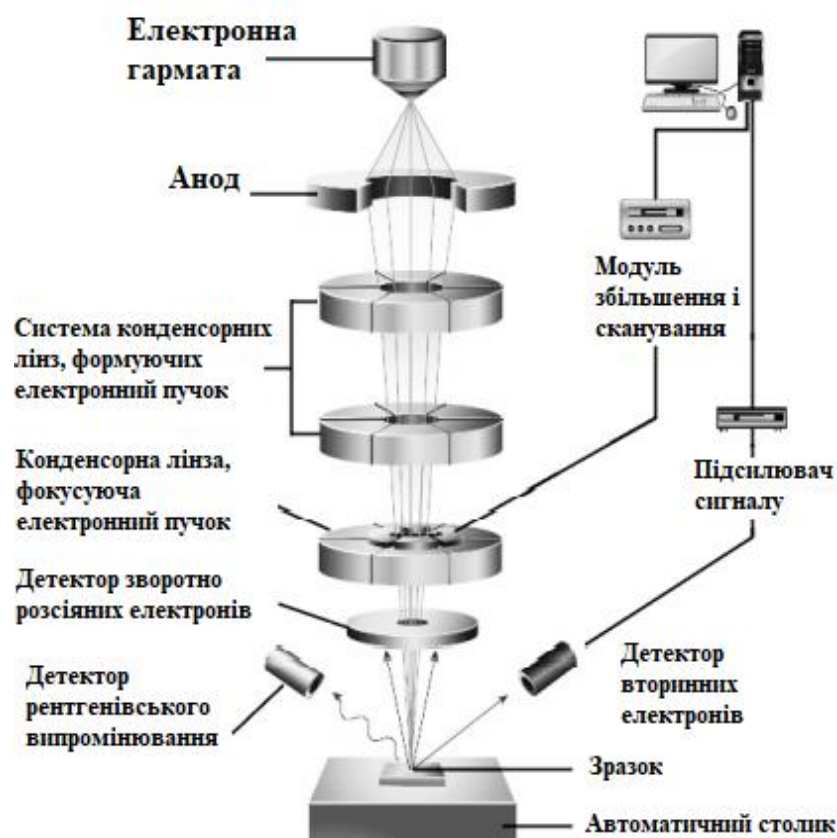 Електронна
гармата
Анод
Модуль
збільшення і
сканування
Система конденсорних
лінз, формуючих
електронний пучок
Конденсорна лінза,
фокусуюча
електронний пучок
Підсилювач
сигналу
Детектор зворотно
розсіяних електронів
Детектор
рентгенівського
випромінювання
Детектор
вторинних
електронів
Зразок
Автоматичний столик